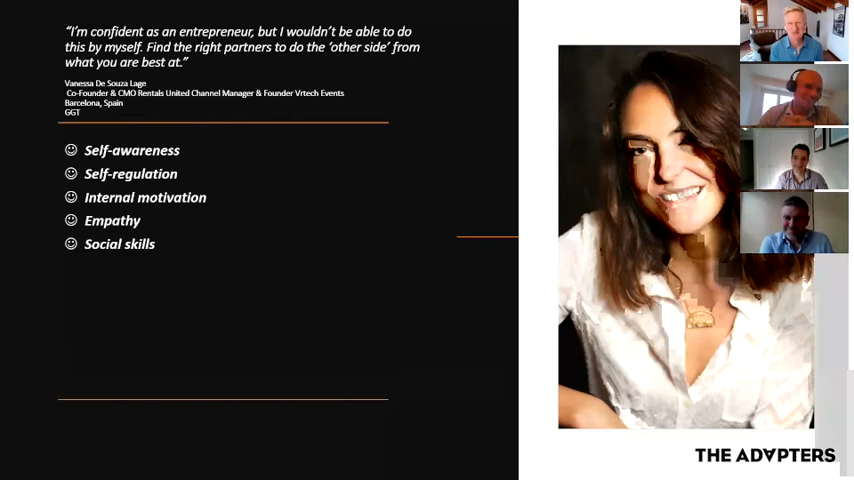 “I’m confident as an entrepreneur, but I wouldn’t be able to do
this by myself. Find the right partners to do the ‘other side’ from
what you are best at.”
Vanessa De Souza Lage
Co-Founder & CMO Rentals United Channel Manager & Founder Vrtech Events
Barcelona, Spain
GGT
Self-awareness
Self-regulation
Internal motivation
Empathy
Social skills
THE ADVPTERS